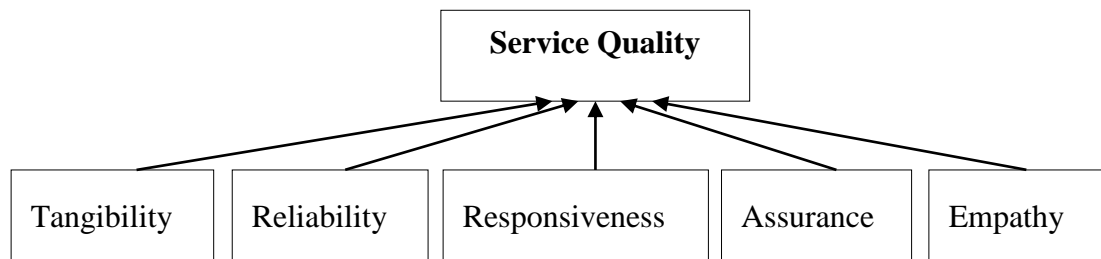 Service Quality
Tangibility
Reliability
Responsiveness
Assurance
Empathy